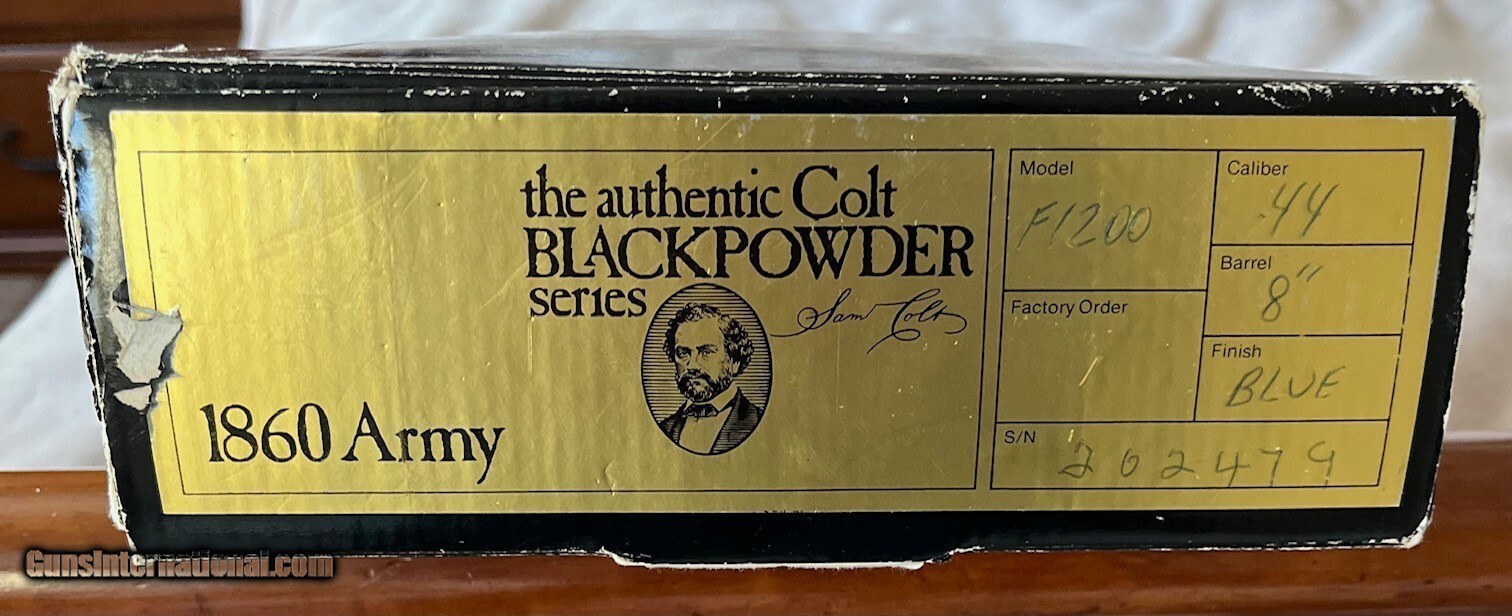 the authentic Colt
BLACKPOWDER
series
Sam Colt
1860 Army
Model
F1200
Caliber
.44
Barrel
8"
Factory Order
Finish
BLUE
S/N
202479
GunsInternational.com